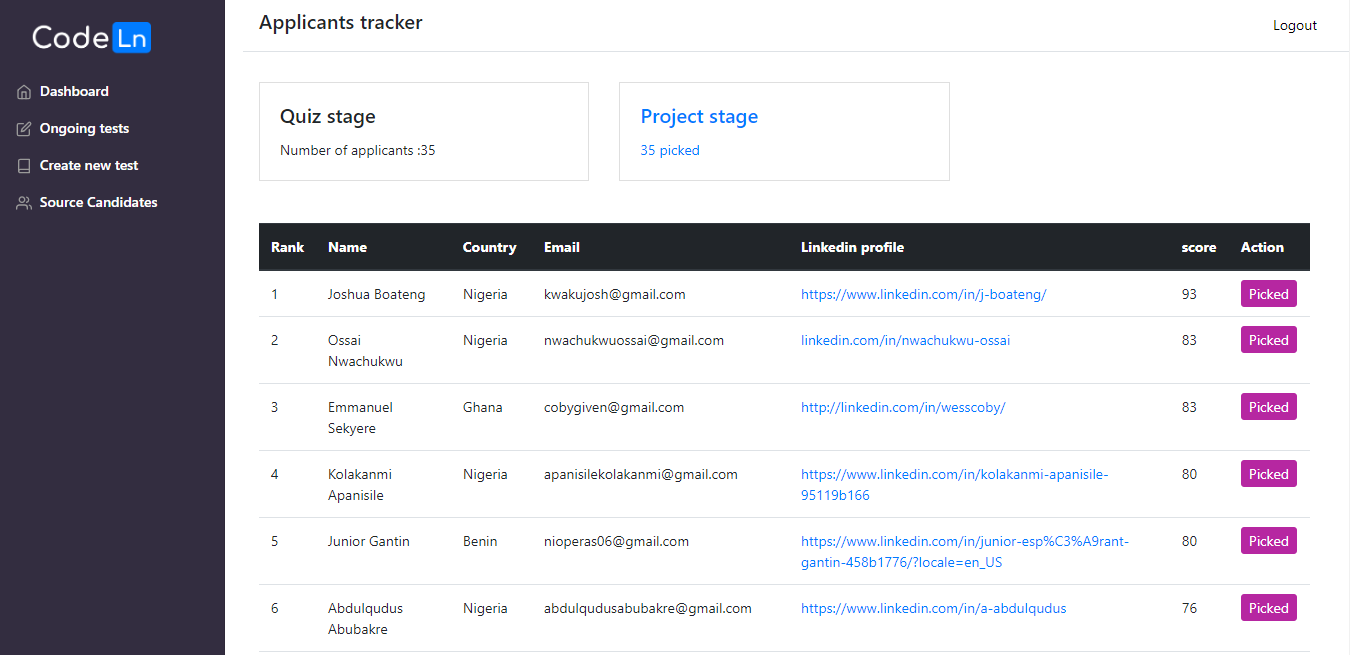 Code Ln
Applicants tracker
Logout
Dashboard
Ongoing tests
Create new test
Source Candidates
Quiz stage
Number of applicants :35
Project stage
35 picked
Rank Name Country Email Linkedin profile score Action
1 Joshua Boateng Nigeria kwakujosh@gmail.com https://www.linkedin.com/in/j-boateng/ 93 Picked
2 Ossai Nigeria nwachukwuossai@gmail.com linkedin.com/in/nwachukwu-ossai 83 Picked
Nwachukwu
3 Emmanuel Ghana cobygiven@gmail.com http://linkedin.com/in/wesscoby/ 83 Picked
Sekyere
4 Kolakanmi Nigeria apanisilekolakanmi@gmail.com https://www.linkedin.com/in/kolakanmi-apanisile- 80 Picked
Apanisile 95119b166
5 Junior Gantin Benin nioperas06@gmail.com https://www.linkedin.com/in/junior-esp%C3%A9rant- 80 Picked
gantin-458b1776/?locale=en_US
6 Abdulqudus Nigeria abdulqudusabubakre@gmail.com https://www.linkedin.com/in/a-abdulqudus 76 Picked
Abubakre